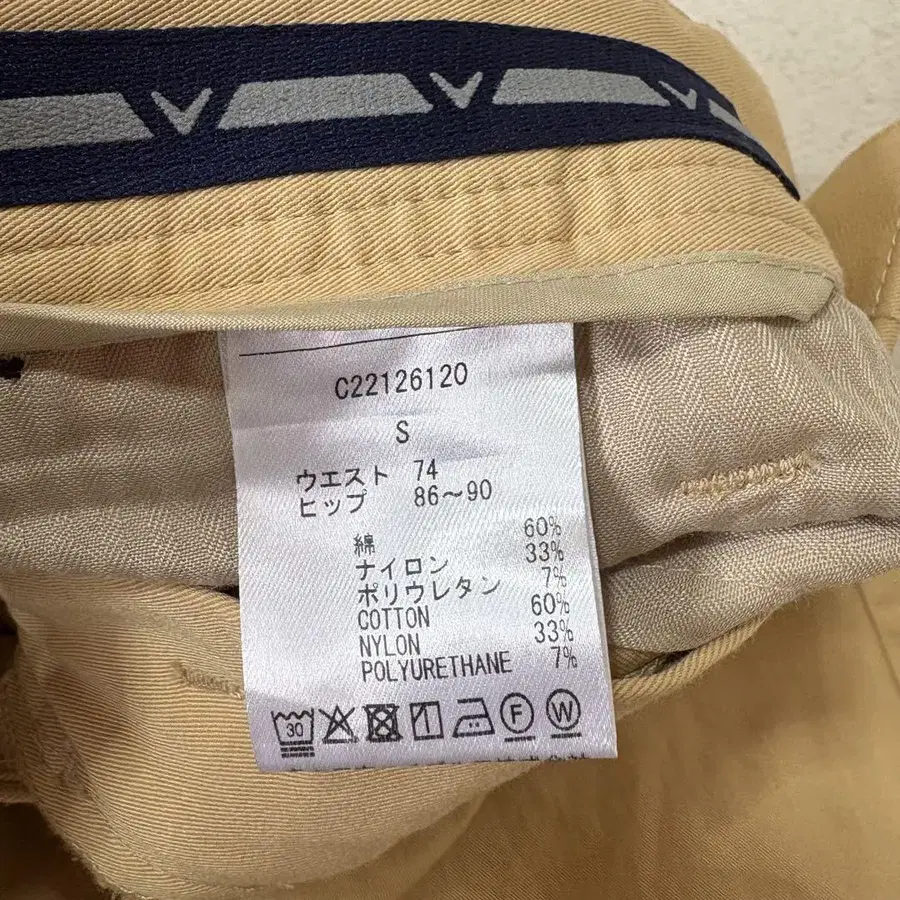 C22126120
S
ウエスト 74
ヒップ 86～90
綿 60%
ナイロン 33%
ポリウレタン 7%
COTTON 60%
NYLON 33%
POLYURETHANE 7%
30 F W